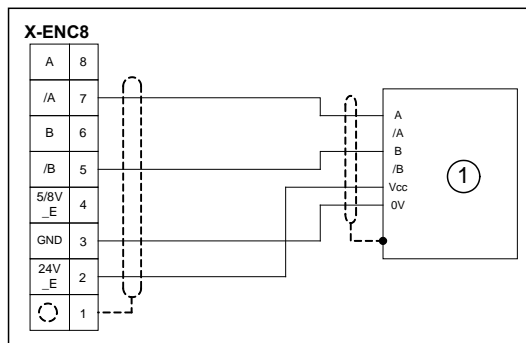 X-ENC8
A 8
/A 7
B 6
/B 5
5/8V
_E 4
GND 3
24V
_E 2
1
A
/A
B
/B
Vcc
0V
1